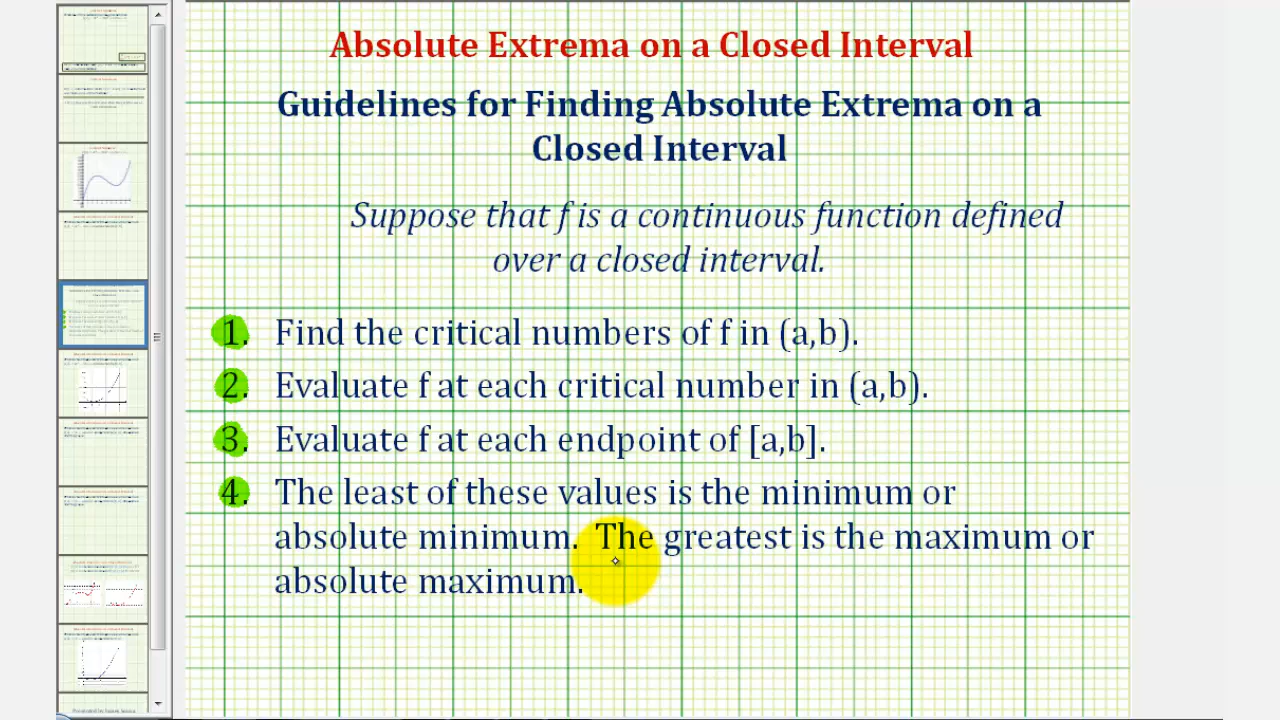 Absolute Extrema on a Closed Interval
Guidelines for Finding Absolute Extrema on a
Closed Interval
Suppose that f is a continuous function defined
over a closed interval.
1. Find the critical numbers of f in (a,b).
2. Evaluate f at each critical number in (a,b).
3. Evaluate f at each endpoint of [a,b].
4. The least of these values is the minimum or
absolute minimum. The greatest is the maximum or
absolute maximum.